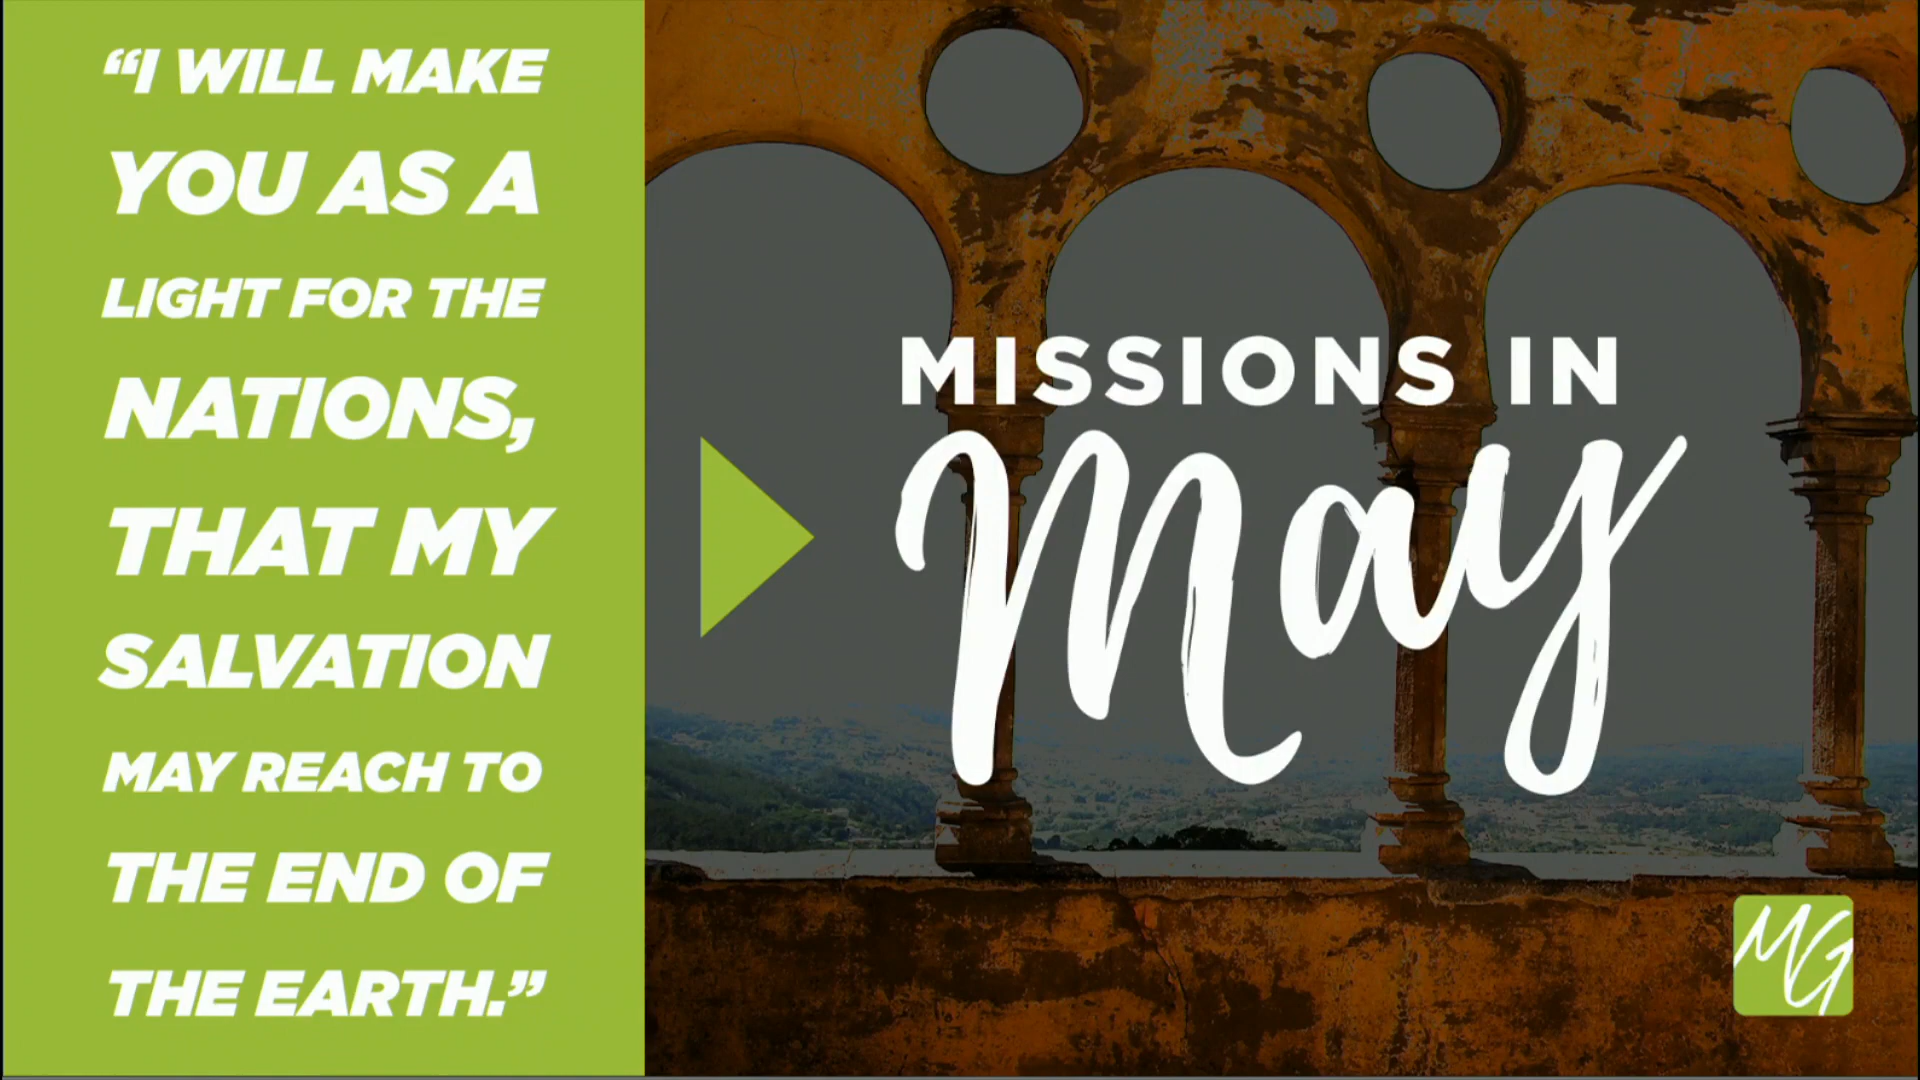 “I WILL MAKE
YOU AS A
LIGHT FOR THE
NATIONS,
THAT MY
SALVATION
MAY REACH TO
THE END OF
THE EARTH.”
MISSIONS IN
May
MG